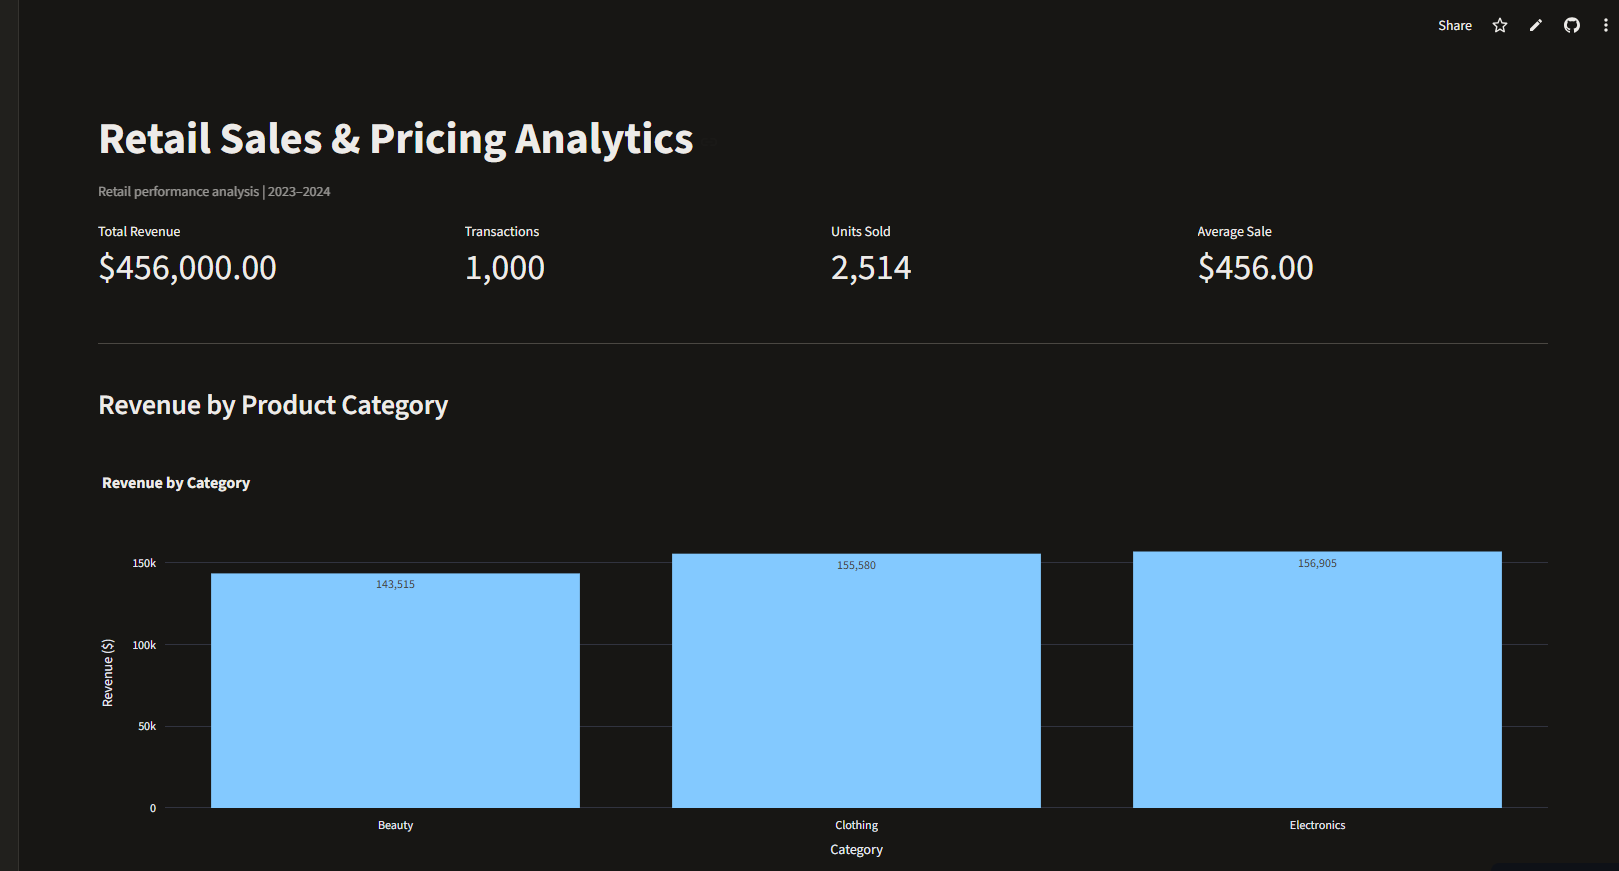 Share
Retail Sales & Pricing Analytics
Retail performance analysis | 2023–2024
Total Revenue
$456,000.00
Transactions
1,000
Units Sold
2,514
Average Sale
$456.00
Revenue by Product Category
Revenue by Category
Revenue ($)
150k
100k
50k
0
143,515
155,580
156,905
Beauty
Clothing
Electronics
Category